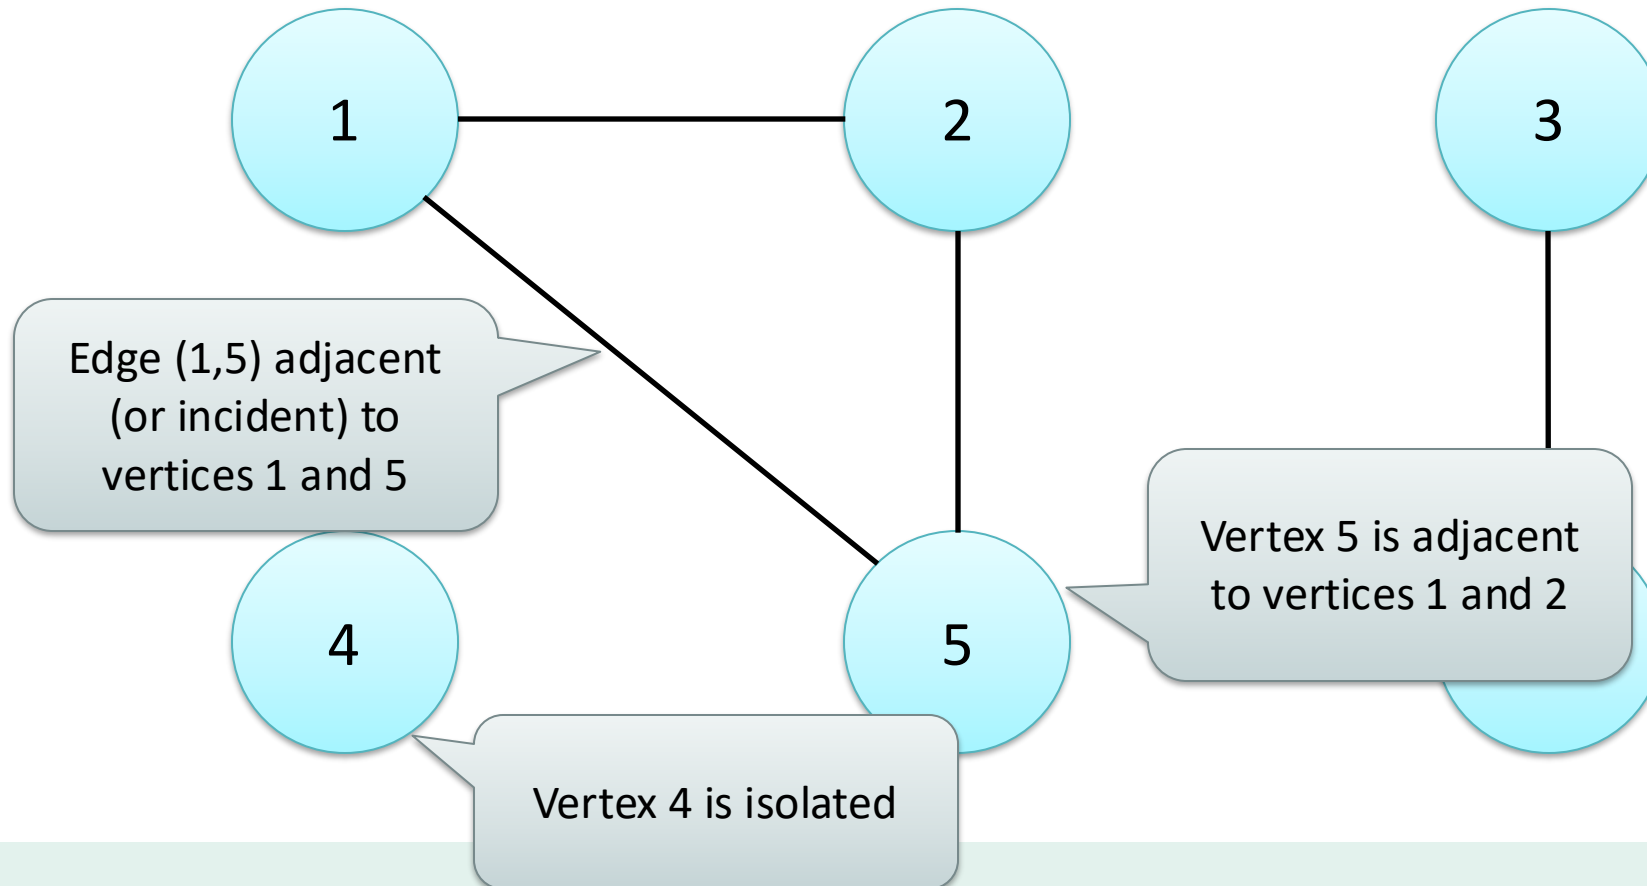 1
2
3
Edge (1,5) adjacent
(or incident) to
vertices 1 and 5
Vertex 5 is adjacent
to vertices 1 and 2
4
5
Vertex 4 is isolated